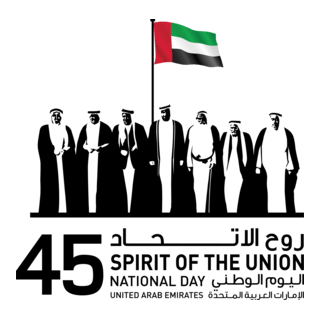 45
روح الاتحاد
SPIRIT OF THE UNION
NATIONAL DAY اليوم الوطني
UNITED ARAB EMIRATES الإمارات العربية المتحدة